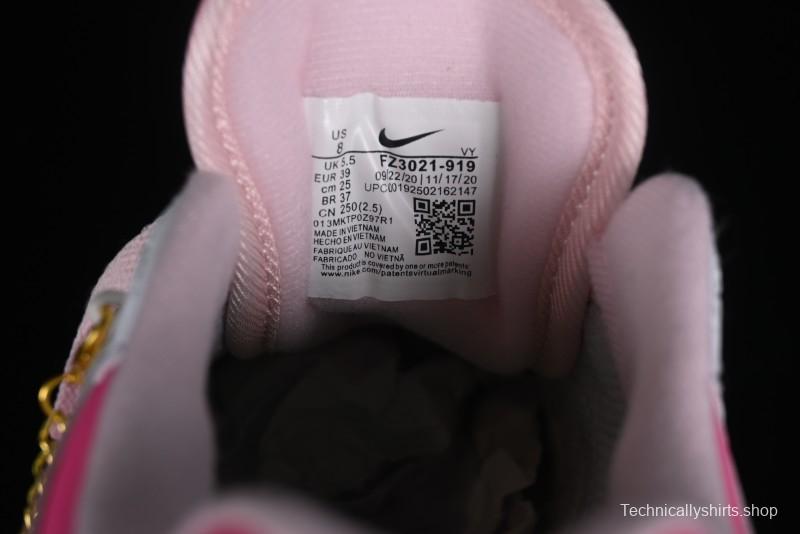 US
8
VY
UK 5.5 FZ3021-919
EUR 39 09/22/20 | 11/17/20
cm 25 UPC00192502162147
BR 37
CN 250(2.5)
013MKTP0Z97R1
MADE IN VIETNAM
HECHO EN VIETNAM
FABRIQUE AU VIETNAM
FABRICADO NO VIETNÃ
This product is covered by one or more patents
www.nike.com/patentsvirtualmarking
Technicallyshirts.shop